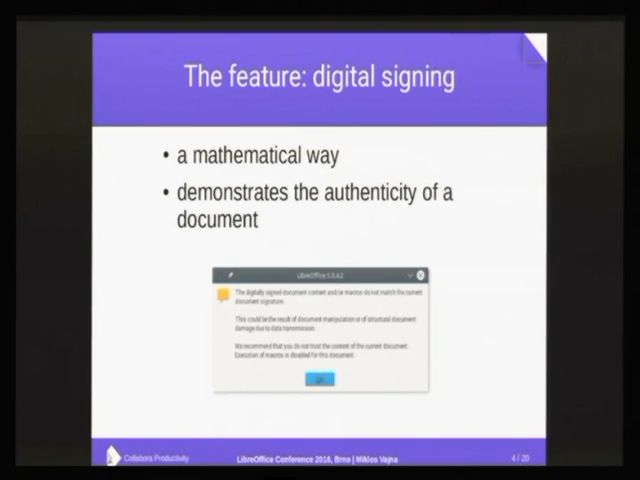 The feature: digital signing
• a mathematical way
• demonstrates the authenticity of a
document
LibreOffice 5.0.4.2
The digitally signed document content and/or macros do not match the current
document signature.
This could be the result of document manipulation or of structural document
damage due to data transmission.
We recommend that you do not trust the content of the current document.
Execution of macros is disabled for this document.
OK
Collabora Productivity
LibreOffice Conference 2016, Brno | Miklos Vajna
4 / 20